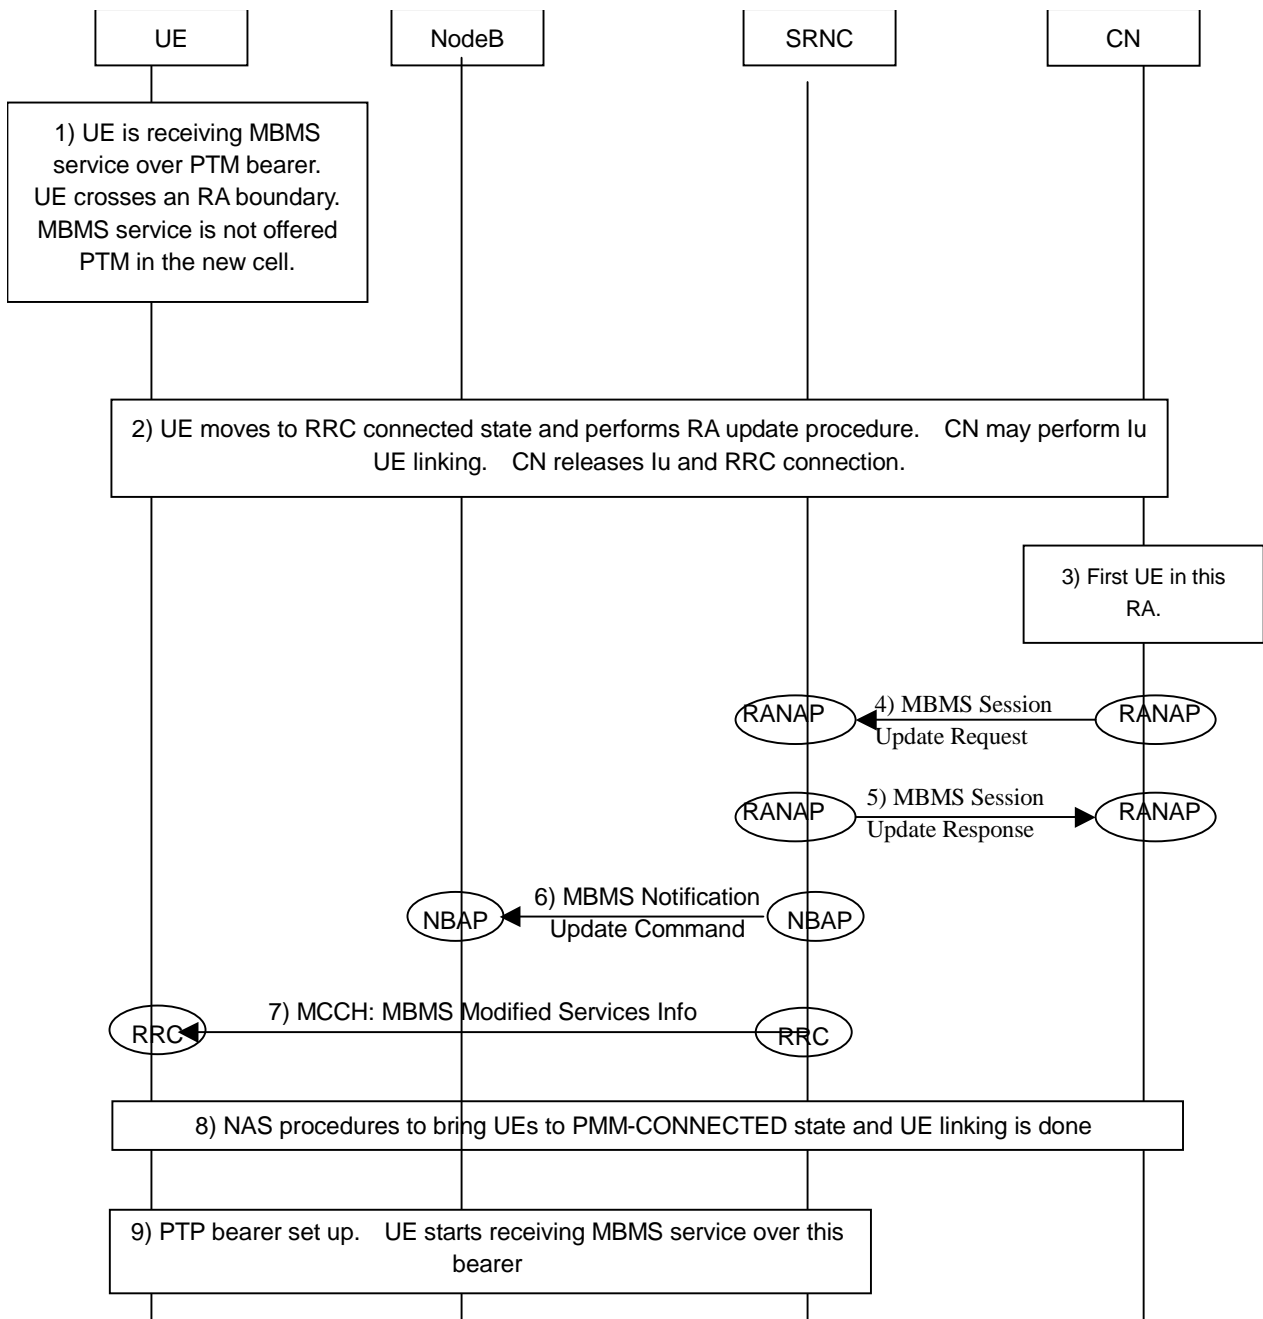 UE
NodeB
SRNC
CN
1) UE is receiving MBMS
service over PTM bearer.
UE crosses an RA boundary.
MBMS service is not offered
PTM in the new cell.
2) UE moves to RRC connected state and performs RA update procedure. CN may perform Iu
UE linking. CN releases Iu and RRC connection.
3) First UE in this
RA.
RANAP
4) MBMS Session
Update Request
RANAP
RANAP
5) MBMS Session
Update Response
RANAP
NBAP
6) MBMS Notification
Update Command
NBAP
RRC
7) MCCH: MBMS Modified Services Info
RRC
8) NAS procedures to bring UEs to PMM-CONNECTED state and UE linking is done
9) PTP bearer set up. UE starts receiving MBMS service over this
bearer